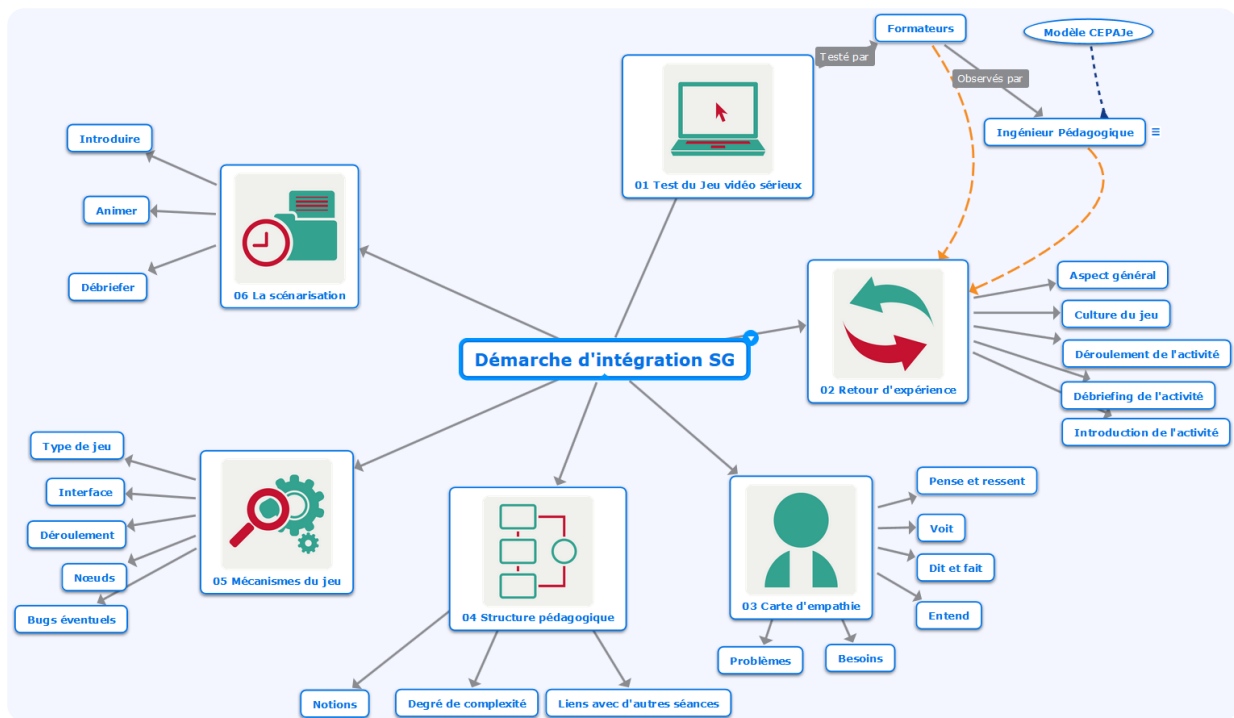 Formateurs
Modèle CEPAJe
Testé par
Observés par
Ingénieur Pédagogique
01 Test du Jeu vidéo sérieux
Introduire
Animer
Débriefer
06 La scénarisation
Aspect général
Culture du jeu
Déroulement de l'activité
Débriefing de l'activité
Introduction de l'activité
02 Retour d'expérience
Démarche d'intégration SG
Type de jeu
Interface
Déroulement
Nœuds
Bugs éventuels
05 Mécanismes du jeu
04 Structure pédagogique
Notions
Degré de complexité
Liens avec d'autres séances
03 Carte d'empathie
Pense et ressent
Voit
Dit et fait
Entend
Problèmes
Besoins